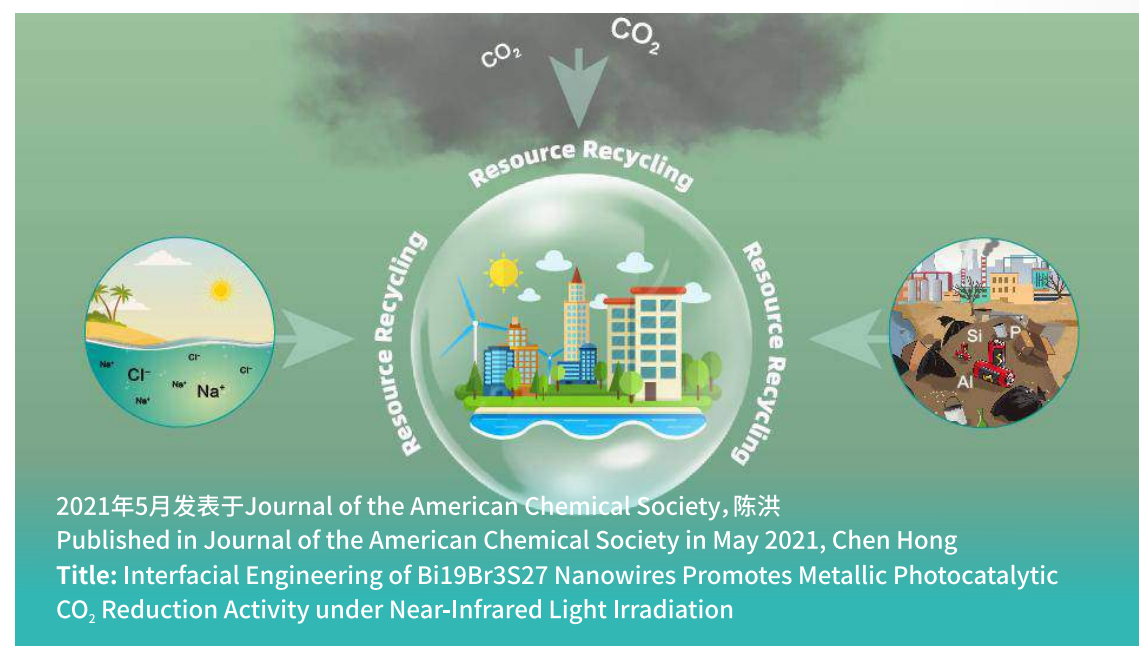 CO₂
CO₂
Resource Recycling
Resource Recycling
Resource Recycling
Na⁺
Cl⁻
Cl⁻
Cl⁻
Na⁺
Na⁺
Na⁺
Si
P
Al
2021年5月发表于Journal of the American Chemical Society，陈洪
Published in Journal of the American Chemical Society in May 2021, Chen Hong
Title: Interfacial Engineering of Bi19Br3S27 Nanowires Promotes Metallic Photocatalytic
CO₂ Reduction Activity under Near-Infrared Light Irradiation